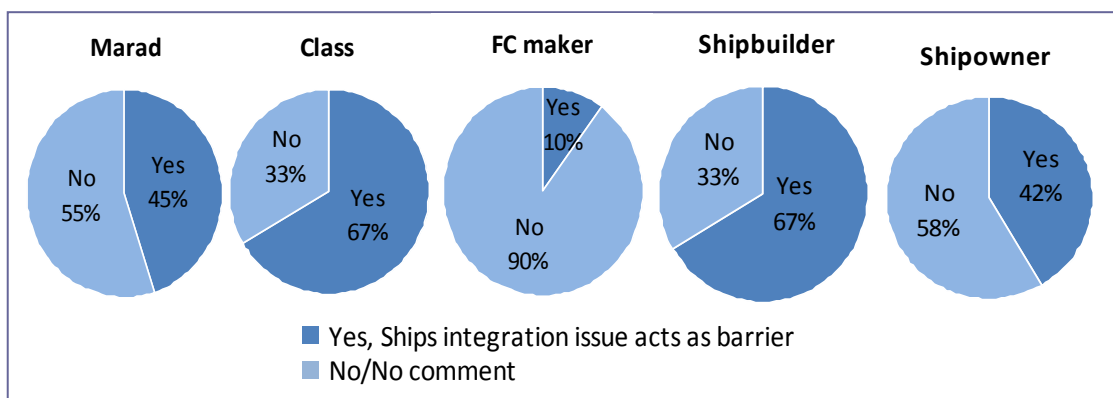 Marad
Class
FC maker
Shipbuilder
Shipowner
No
55%
Yes
45%
No
33%
Yes
67%
Yes
10%
No
90%
No
33%
Yes
67%
No
58%
Yes
42%
Yes, Ships integration issue acts as barrier
No/No comment